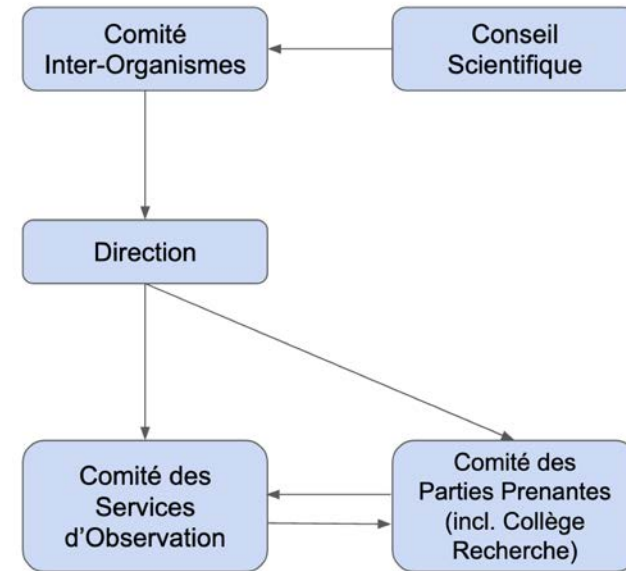 Comité
Inter-Organismes
Conseil
Scientifique
Direction
Comité des
Services
d'Observation
Comité des
Parties Prenantes
(incl. Collège
Recherche)